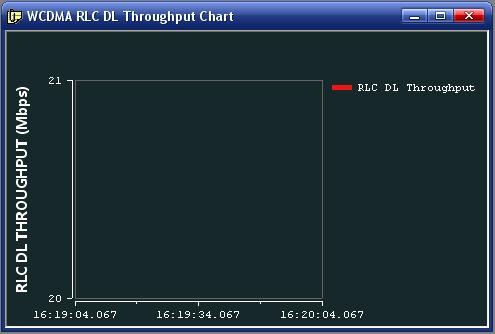 WCDMA RLC DL Throughput Chart
21
RLC DL Throughput
RLC DL THROUGHPUT (Mbps)
20
16:19:04.067 16:19:34.067 16:20:04.067